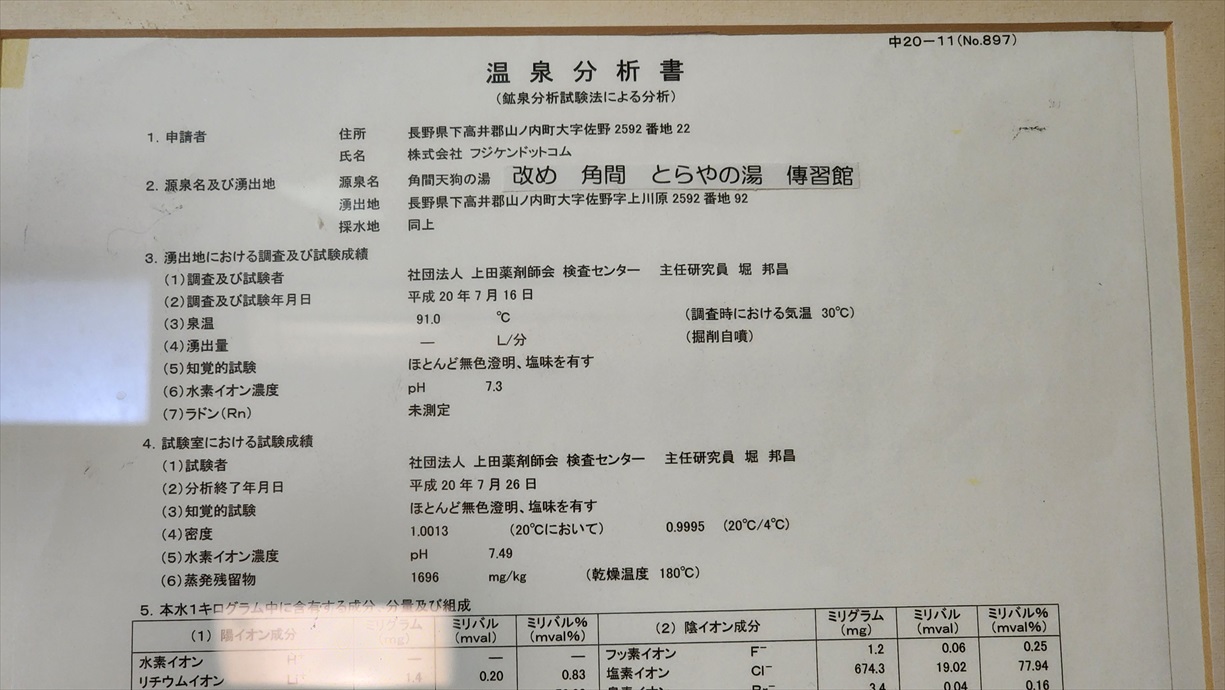 中20－11(No.897)
温泉分析書
(鉱泉分析試験法による分析)
1. 申請者 住所 長野県下高井郡山ノ内町大字佐野 2592 番地 22
氏名 株式会社 フジケンドットコム
2. 源泉名及び湧出地 源泉名 角間天狗の湯 改め 角間 とらやの湯 傳習館
湧出地 長野県下高井郡山ノ内町大字佐野字上川原 2592 番地 92
採水地 同上
3. 湧出地における調査及び試験成績
(1)調査及び試験者 社団法人 上田薬剤師会 検査センター 主任研究員 堀 邦昌
(2)調査及び試験年月日 平成 20 年 7 月 16 日
(3)泉温 91.0 ℃ (調査時における気温 30℃)
(4)湧出量 ― L/分 (掘削自噴)
(5)知覚的試験 ほとんど無色澄明、塩味を有す
(6)水素イオン濃度 pH 7.3
(7)ラドン(Rn) 未測定
4. 試験室における試験成績
(1)試験者 社団法人 上田薬剤師会 検査センター 主任研究員 堀 邦昌
(2)分析終了年月日 平成 20 年 7 月 26 日
(3)知覚的試験 ほとんど無色澄明、塩味を有す
(4)密度 1.0013 (20℃において) 0.9995 (20℃/4℃)
(5)水素イオン濃度 pH 7.49
(6)蒸発残留物 1696 mg/kg (乾燥温度 180℃)
5. 本水1キログラム中に含有する成分、分量及び組成
(1) 陽イオン成分 ミリグラム (mg) ミリバル (mval) ミリバル% (mval%) (2) 陰イオン成分 ミリグラム (mg) ミリバル (mval) ミリバル% (mval%)
水素イオン H⁺ ― ― ― フッ素イオン F⁻ 1.2 0.06 0.25
リチウムイオン Li⁺ 1.4 0.20 0.83 塩素イオン Cl⁻ 674.3 19.02 77.94
Br⁻ 3.4 0.04 0.16